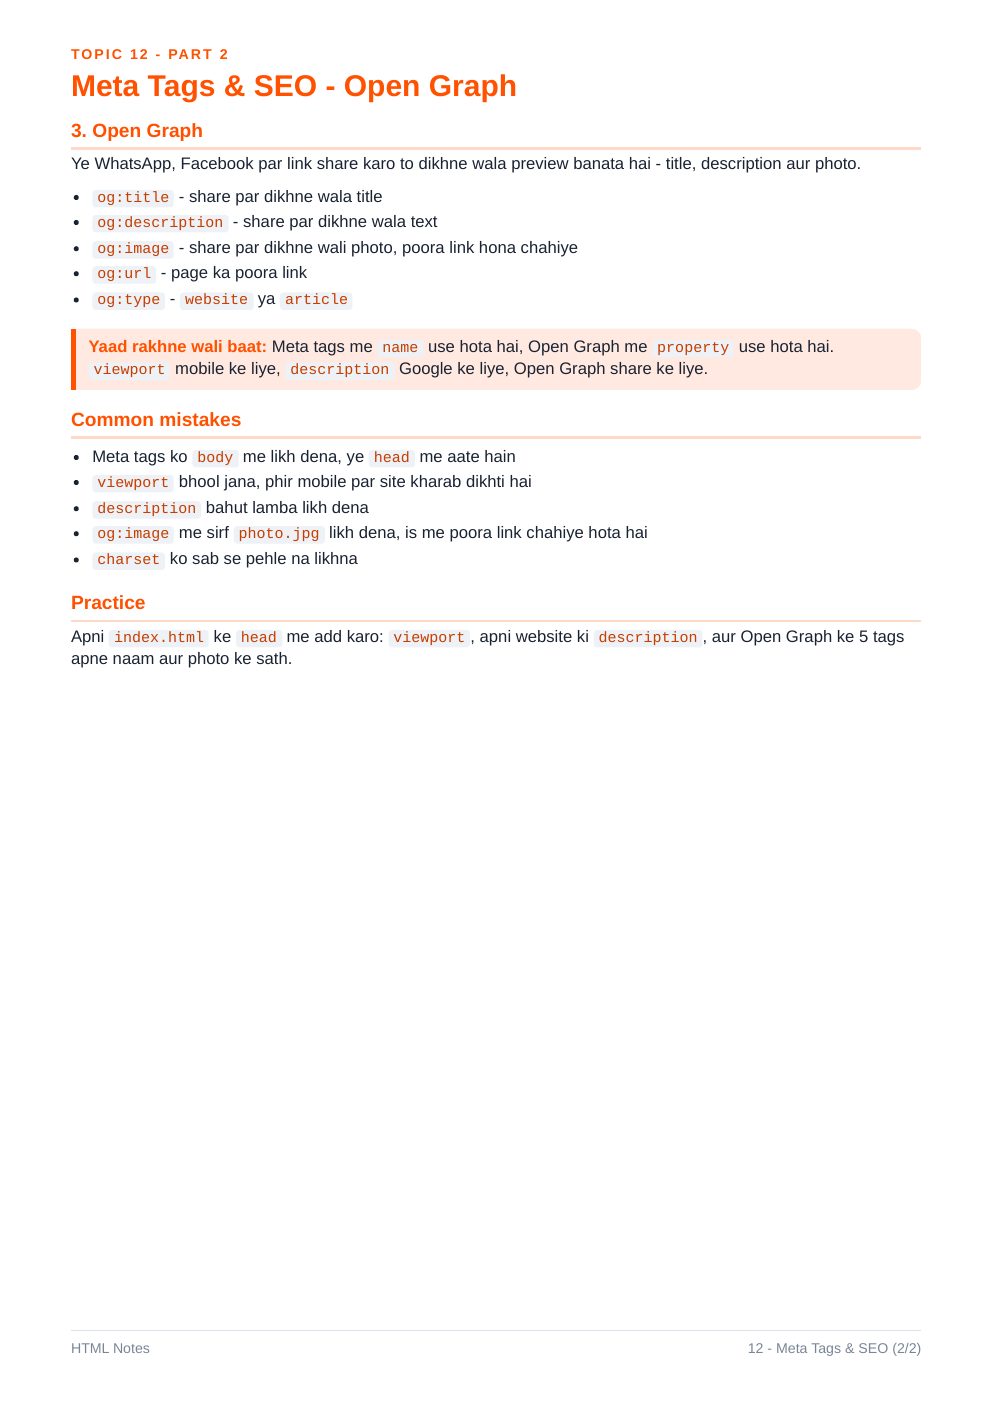 TOPIC 12 - PART 2
Meta Tags & SEO - Open Graph
3. Open Graph
Ye WhatsApp, Facebook par link share karo to dikhne wala preview banata hai - title, description aur photo.
• og:title - share par dikhne wala title
• og:description - share par dikhne wala text
• og:image - share par dikhne wali photo, poora link hona chahiye
• og:url - page ka poora link
• og:type - website ya article
Yaad rakhne wali baat: Meta tags me name use hota hai, Open Graph me property use hota hai.
viewport mobile ke liye, description Google ke liye, Open Graph share ke liye.
Common mistakes
• Meta tags ko body me likh dena, ye head me aate hain
• viewport bhool jana, phir mobile par site kharab dikhti hai
• description bahut lamba likh dena
• og:image me sirf photo.jpg likh dena, is me poora link chahiye hota hai
• charset ko sab se pehle na likhna
Practice
Apni index.html ke head me add karo: viewport, apni website ki description, aur Open Graph ke 5 tags
apne naam aur photo ke sath.
HTML Notes
12 - Meta Tags & SEO (2/2)